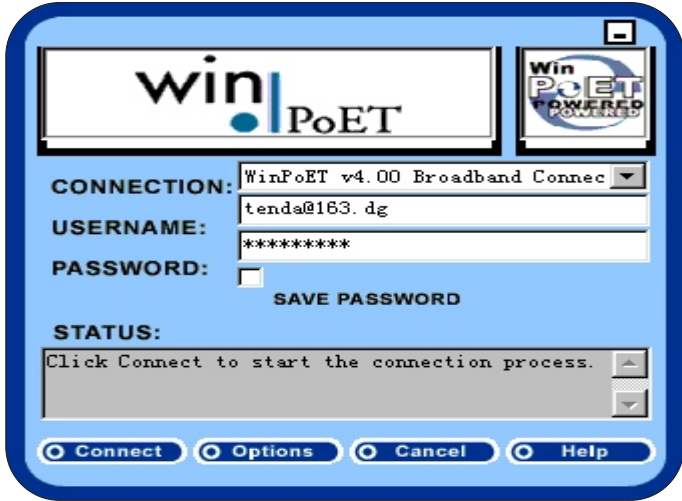 win
PoET
Win
PoET
POWERED
POWERED
CONNECTION:
WinPoET v4.00 Broadband Connec
USERNAME:
tenda@163.dg
PASSWORD:
*********
SAVE PASSWORD
STATUS:
Click Connect to start the connection process.
Connect
Options
Cancel
Help